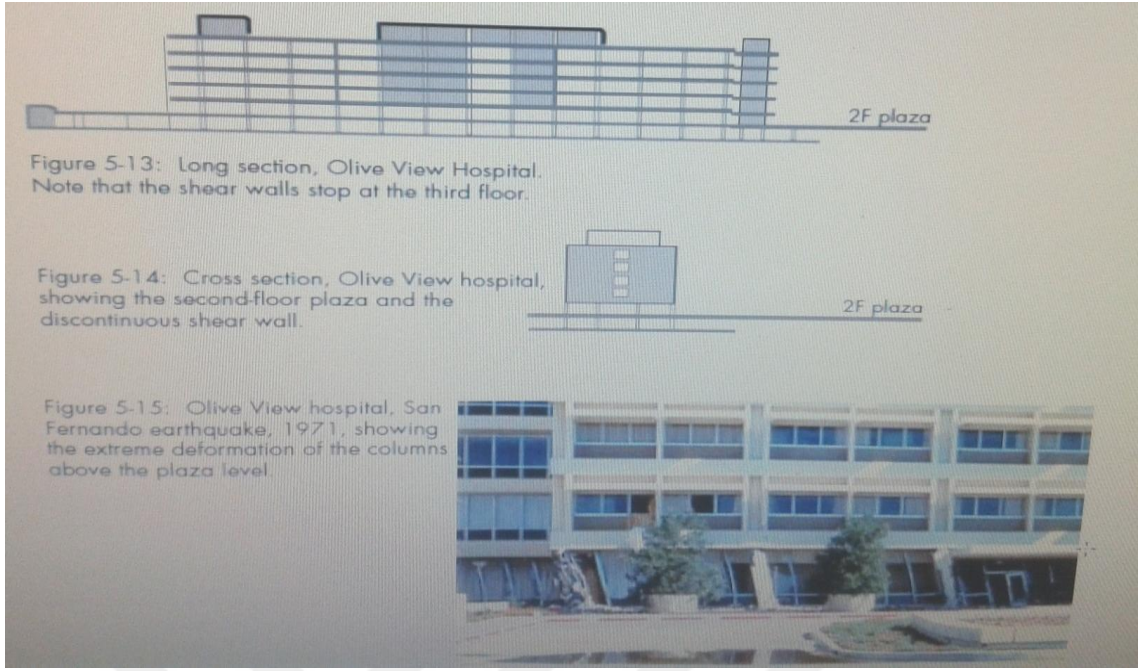 2F plaza
Figure 5-13: Long section, Olive View Hospital.
Note that the shear walls stop at the third floor.
Figure 5-14: Cross section, Olive View hospital,
showing the second-floor plaza and the
discontinuous shear wall.
2F plaza
Figure 5-15: Olive View hospital, San
Fernando earthquake, 1971, showing
the extreme deformation of the columns
above the plaza level.